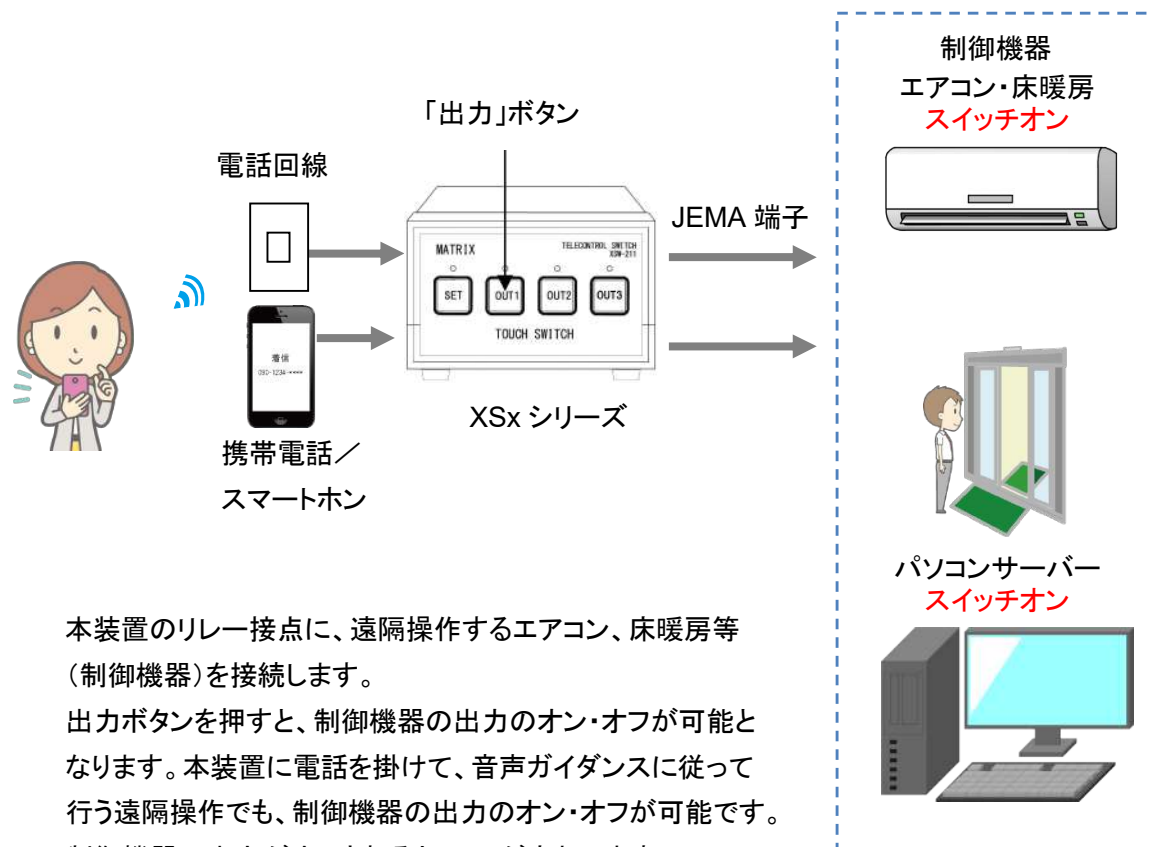 制御機器
エアコン・床暖房
スイッチオン
「出力」ボタン
電話回線
JEMA 端子
MATRIX
TELECONTROL SWITCH
XSW-211
SET
OUT1
OUT2
OUT3
TOUCH SWITCH
着信
090-1234-****
XSx シリーズ
携帯電話／
スマートホン
パソコンサーバー
スイッチオン
本装置のリレー接点に、遠隔操作するエアコン、床暖房等
（制御機器）を接続します。
出力ボタンを押すと、制御機器の出力のオン・オフが可能と
なります。本装置に電話を掛けて、音声ガイダンスに従って
行う遠隔操作でも、制御機器の出力のオン・オフが可能です。